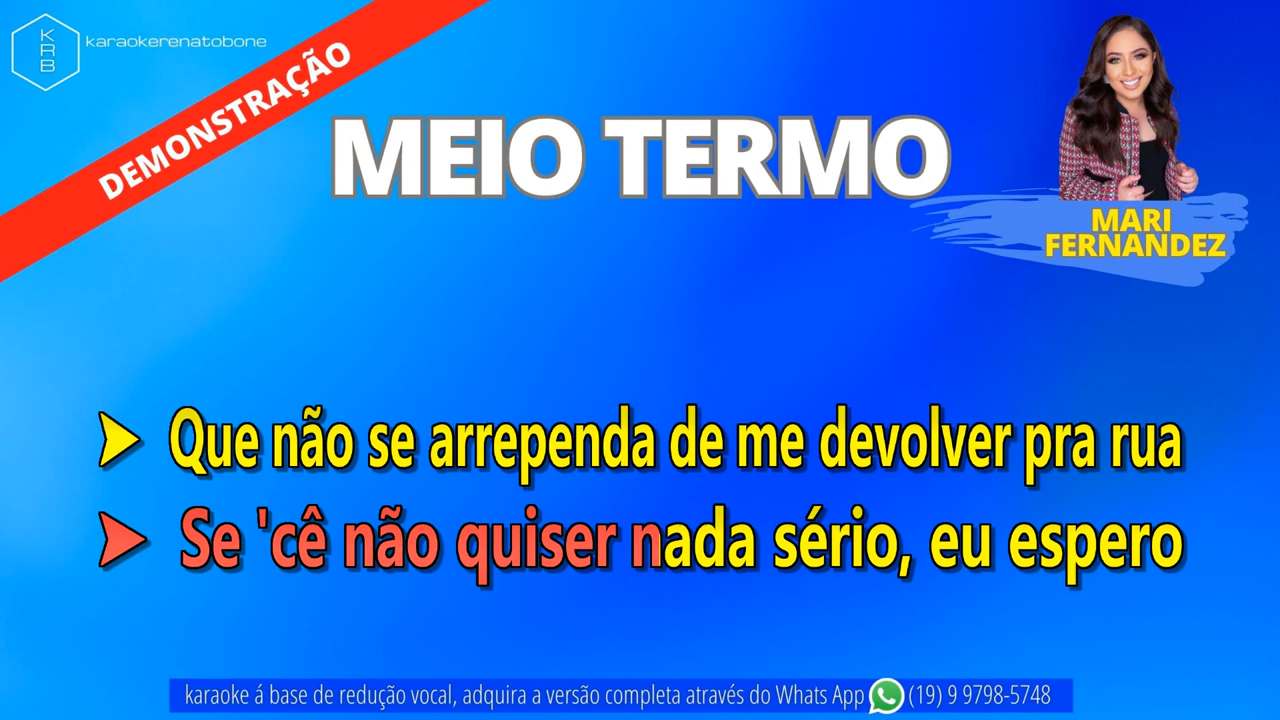 KRB
karaokerenatobone
DEMONSTRAÇÃO
MEIO TERMO
MARI
FERNANDEZ
Que não se arrependa de me devolver pra rua
Se 'cê não quiser nada sério, eu espero
karaoke á base de redução vocal, adquira a versão completa através do Whats App (19) 9 9798-5748